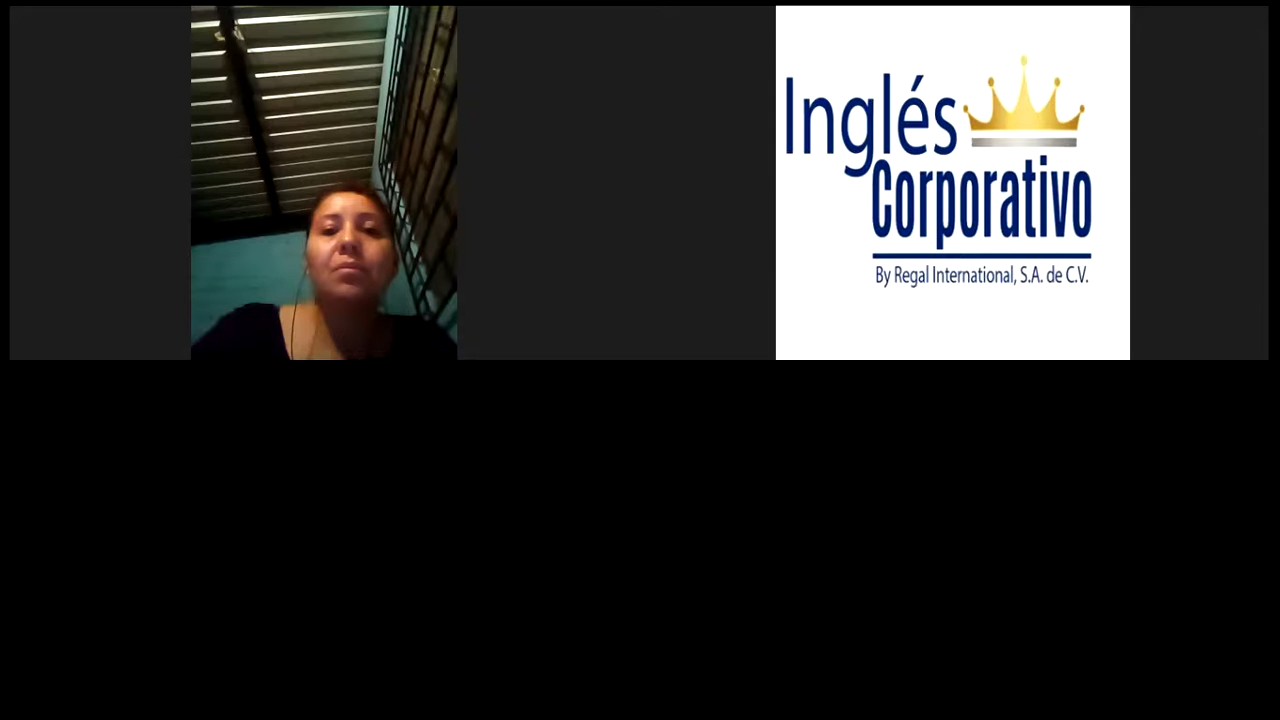 Inglés
Corporativo
By Regal International, S.A. de C.V.